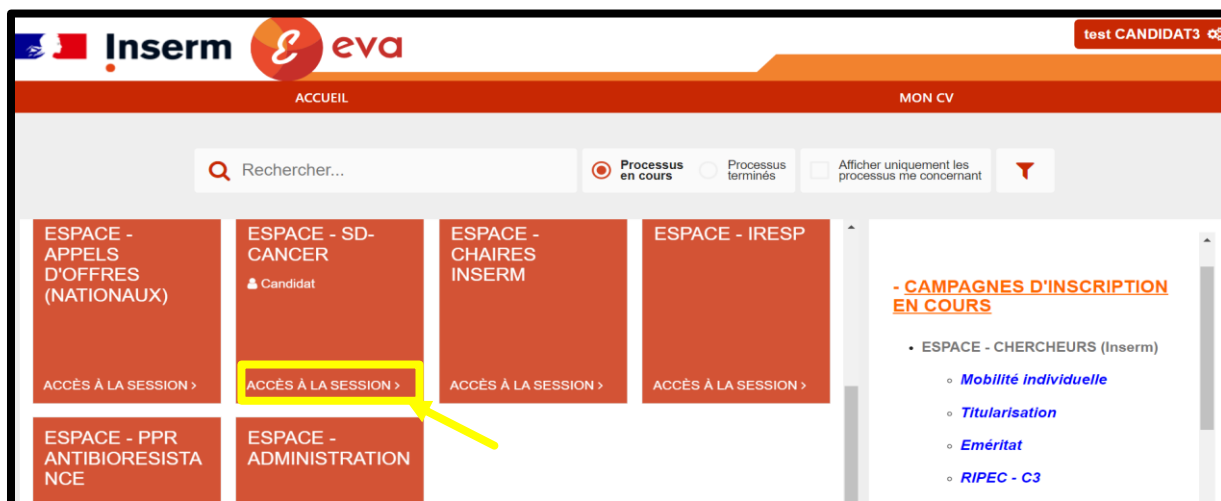 Inserm
eva
test CANDIDAT3
ACCUEIL
MON CV
Rechercher...
Processus
en cours
Processus
terminés
Afficher uniquement les
processus me concernant
ESPACE -
APPELS
D'OFFRES
(NATIONAUX)
ACCÈS À LA SESSION >
ESPACE - SD-
CANCER
Candidat
ACCÈS À LA SESSION >
ESPACE -
CHAIRES
INSERM
ACCÈS À LA SESSION >
ESPACE - IRESP
ACCÈS À LA SESSION >
ESPACE - PPR
ANTIBIORESISTA
NCE
ESPACE -
ADMINISTRATION
- CAMPAGNES D'INSCRIPTION
EN COURS
• ESPACE - CHERCHEURS (Inserm)
◦ Mobilité individuelle
◦ Titularisation
◦ Eméritat
◦ RIPEC - C3